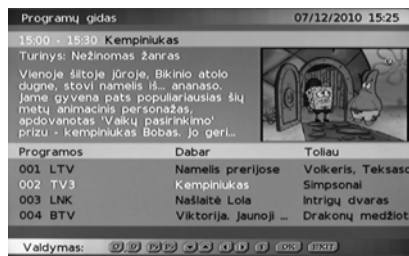 Programų gidas 07/12/2010 15:25
15:00 - 15:30 Kempiniukas
Turinys: Nežinomas žanras
Vienoje šiltoje jūroje, Bikinio atolo
dugne, stovi namelis iš... ananaso.
Jame gyvena pats populiariausias šių
metų animacinis personažas,
apdovanotas 'Vaikų pasirinkimo'
prizu - kempiniukas Bobas. Jo geri...
Programos Dabar Toliau
001 LTV Namelis prerijose Volkeris, Teksaso
002 TV3 Kempiniukas Simpsonai
003 LNK Našlaitė Lola Intrigų dvaras
004 BTV Viktorija. Jaunoji ... Drakonų medžiot
Valdymas: OK EXIT